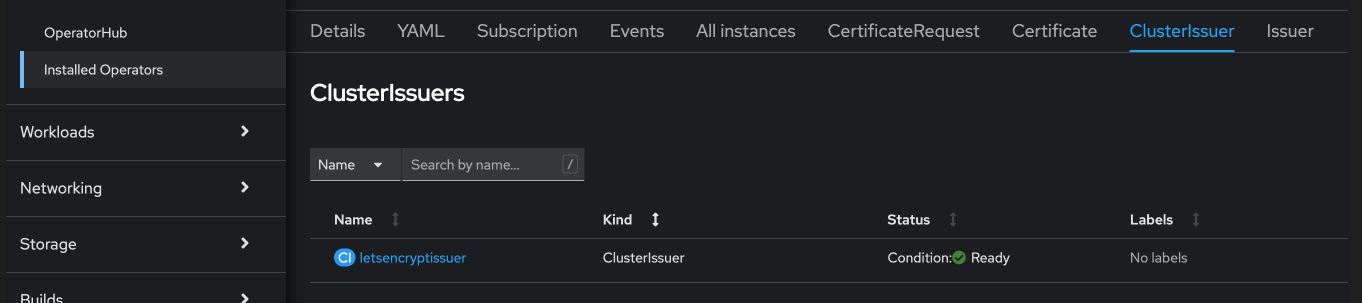 OperatorHub
Installed Operators
Workloads
Networking
Storage
Builds
Details YAML Subscription Events All instances CertificateRequest Certificate ClusterIssuer Issuer
ClusterIssuers
Name Search by name... /
Name Kind Status Labels
CI letsencryptissuer ClusterIssuer Condition: Ready No labels